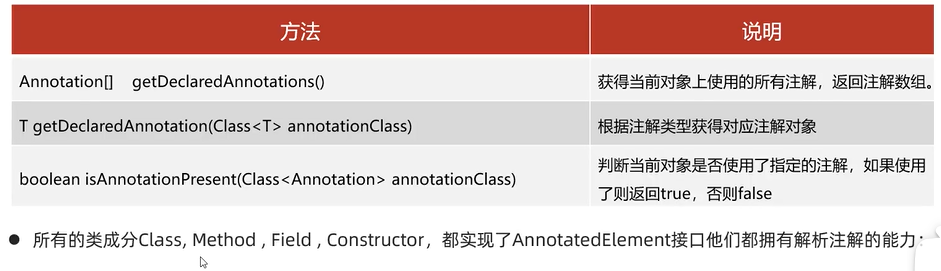 方法 说明
Annotation[] getDeclaredAnnotations() 获得当前对象上使用的所有注解，返回注解数组。
T getDeclaredAnnotation(Class<T> annotationClass) 根据注解类型获得对应注解对象
boolean isAnnotationPresent(Class<Annotation> annotationClass) 判断当前对象是否使用了指定的注解，如果使用
了则返回true，否则false
● 所有的类成分Class, Method , Field , Constructor，都实现了AnnotatedElement接口他们都拥有解析注解的能力：